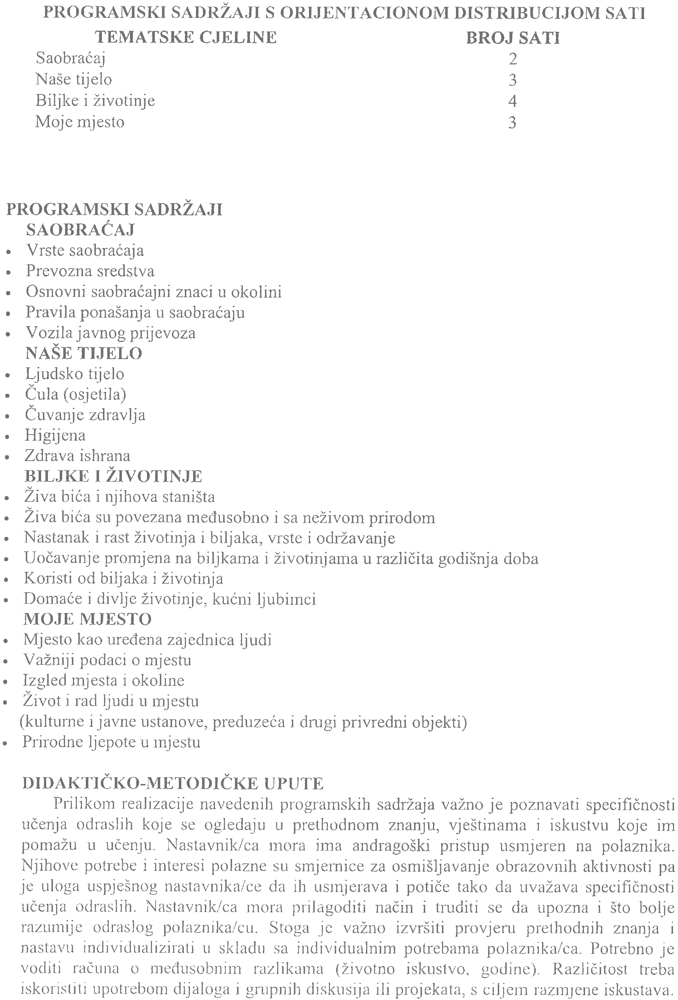 PROGRAMSKI SADRŽAJI S ORIJENTACIONOM DISTRIBUCIJOM SATI
TEMATSKE CJELINE BROJ SATI
Saobraćaj 2
Naše tijelo 3
Biljke i životinje 4
Moje mjesto 3
PROGRAMSKI SADRŽAJI
SAOBRAĆAJ
• Vrste saobraćaja
• Prevozna sredstva
• Osnovni saobraćajni znaci u okolini
• Pravila ponašanja u saobraćaju
• Vozila javnog prijevoza
NAŠE TIJELO
• Ljudsko tijelo
• Čula (osjetila)
• Čuvanje zdravlja
• Higijena
• Zdrava ishrana
BILJKE I ŽIVOTINJE
• Živa bića i njihova staništa
• Živa bića su povezana međusobno i sa neživom prirodom
• Nastanak i rast životinja i biljaka, vrste i održavanje
• Uočavanje promjena na biljkama i životinjama u različita godišnja doba
• Koristi od biljaka i životinja
• Domaće i divlje životinje, kućni ljubimci
MOJE MJESTO
• Mjesto kao uređena zajednica ljudi
• Važniji podaci o mjestu
• Izgled mjesta i okoline
• Život i rad ljudi u mjestu
(kulturne i javne ustanove, preduzeća i drugi privredni objekti)
• Prirodne ljepote u mjestu
DIDAKTIČKO-METODIČKE UPUTE
Prilikom realizacije navedenih programskih sadržaja važno je poznavati specifičnosti
učenja odraslih koje se ogledaju u prethodnom znanju, vještinama i iskustvu koje im
pomažu u učenju. Nastavnik/ca mora ima andragoški pristup usmjeren na polaznika.
Njihove potrebe i interesi polazne su smjernice za osmišljavanje obrazovnih aktivnosti pa
je uloga uspješnog nastavnika/ce da ih usmjerava i potiče tako da uvažava specifičnosti
učenja odraslih. Nastavnik/ca mora prilagoditi način i truditi se da upozna i što bolje
razumije odraslog polaznika/cu. Stoga je važno izvršiti provjeru prethodnih znanja i
nastavu individualizirati u skladu sa individualnim potrebama polaznika/ca. Potrebno je
voditi računa o međusobnim razlikama (životno iskustvo, godine). Različitost treba
iskoristiti upotrebom dijaloga i grupnih diskusija ili projekata, s ciljem razmjene iskustava.